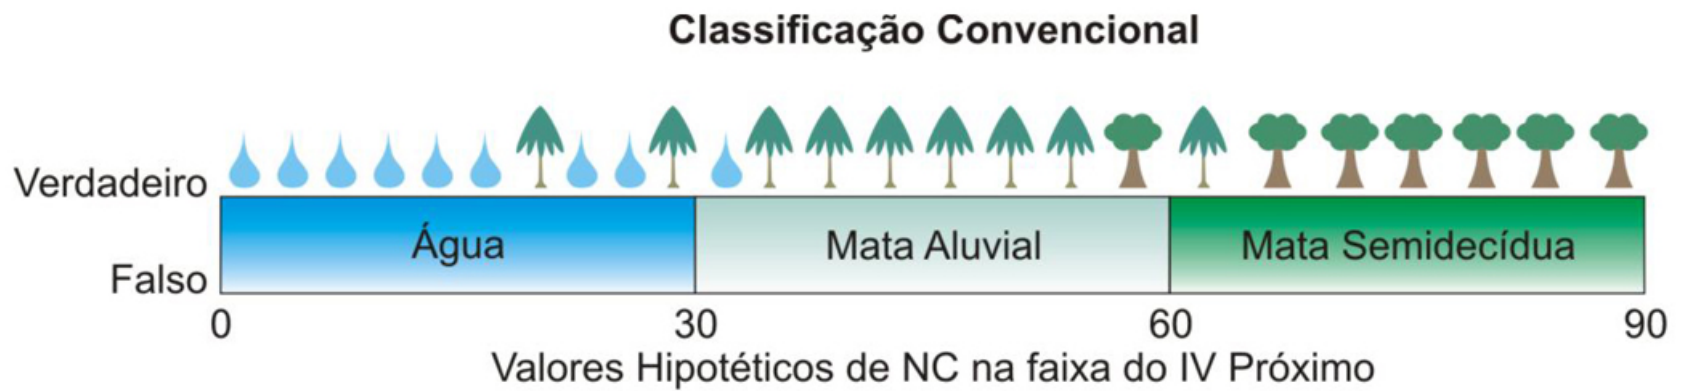 Classificação Convencional
Verdadeiro
Água Mata Aluvial Mata Semidecídua
Falso
0 30 60 90
Valores Hipotéticos de NC na faixa do IV Próximo